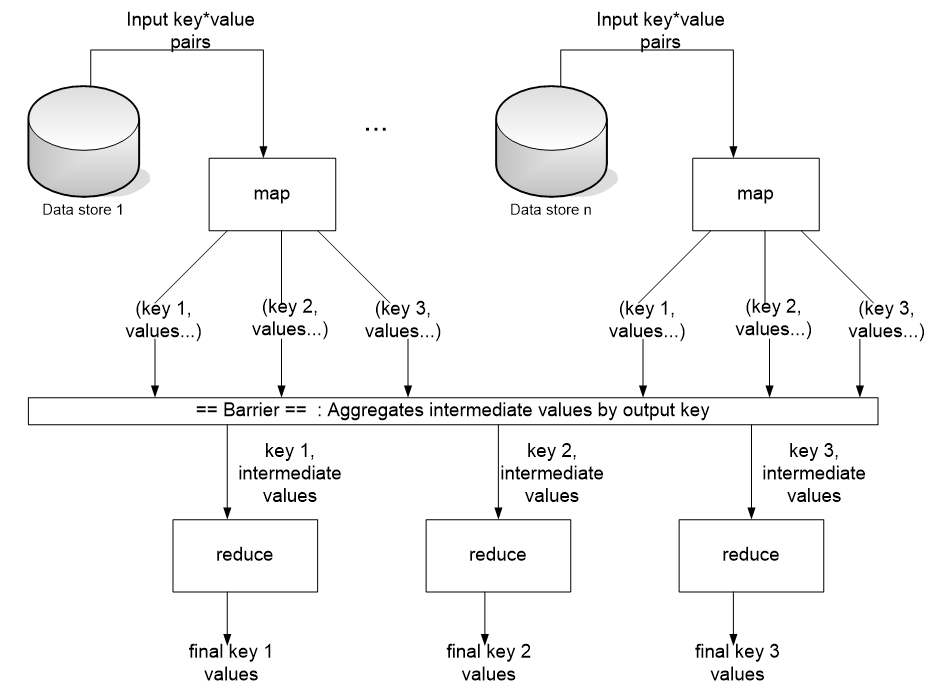 Input key*value
pairs
Input key*value
pairs
...
Data store 1
map
Data store n
map
(key 1,
values...)
(key 2,
values...)
(key 3,
values...)
(key 1,
values...)
(key 2,
values...)
(key 3,
values...)
== Barrier == : Aggregates intermediate values by output key
key 1,
intermediate
values
key 2,
intermediate
values
key 3,
intermediate
values
reduce
reduce
reduce
final key 1
values
final key 2
values
final key 3
values